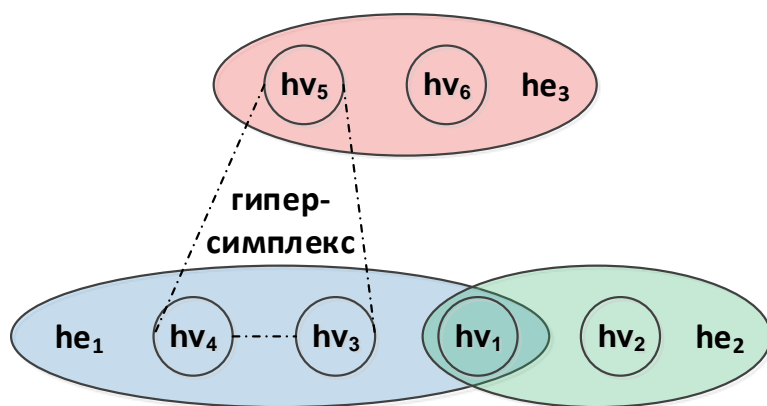 hv₅ hv₆ he₃
гипер-
симплекс
he₁ hv₄ hv₃ hv₁ hv₂ he₂